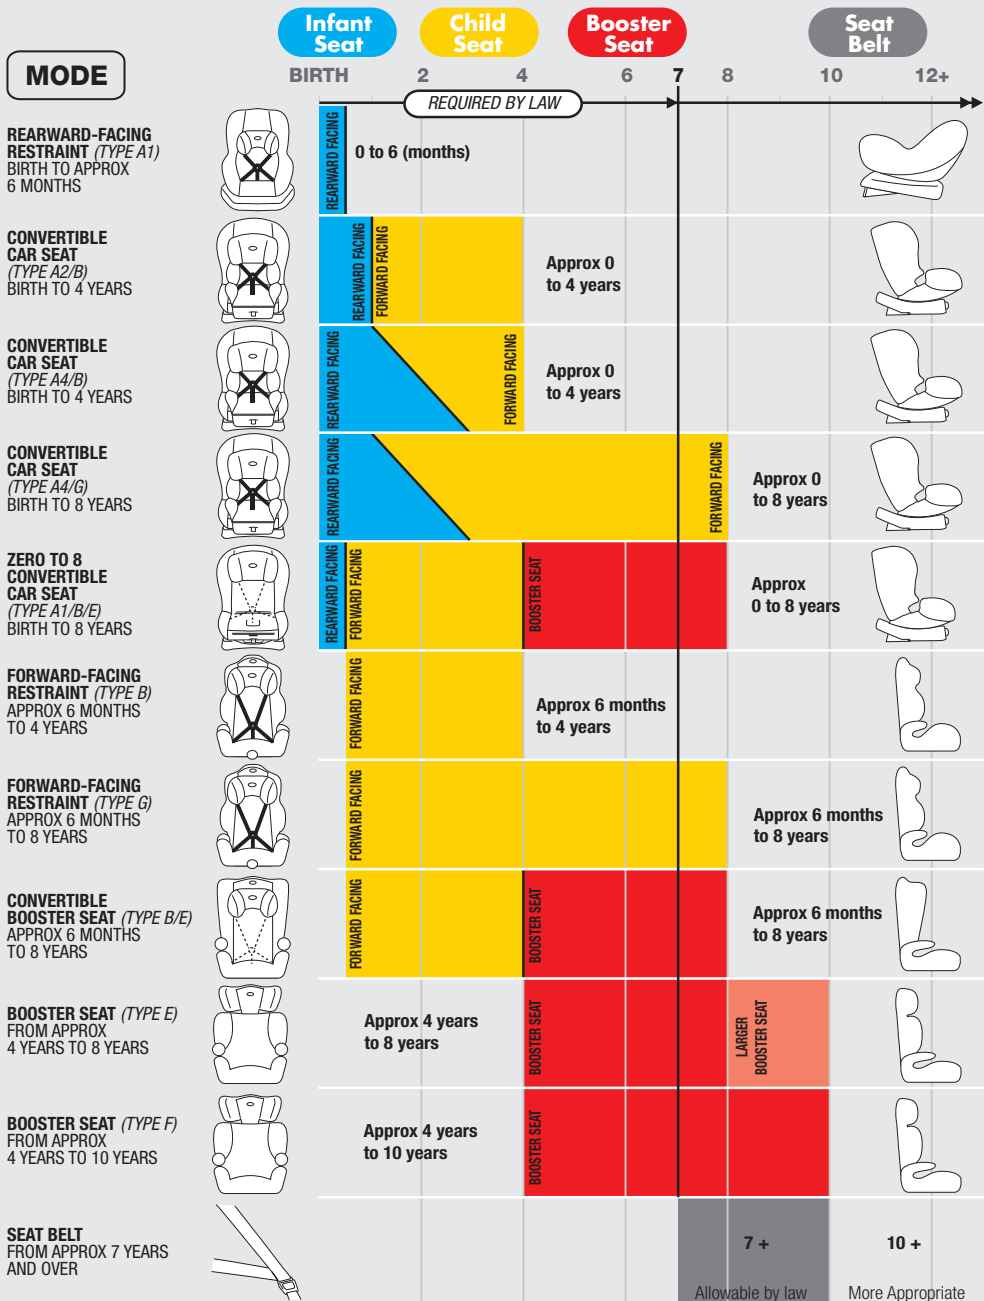 Infant
Seat
Child
Seat
Booster
Seat
Seat
Belt
MODE
BIRTH 2 4 6 7 8 10 12+
REQUIRED BY LAW
REARWARD-FACING
RESTRAINT (TYPE A1)
BIRTH TO APPROX
6 MONTHS
REARWARD FACING
0 to 6 (months)
CONVERTIBLE
CAR SEAT
(TYPE A2/B)
BIRTH TO 4 YEARS
REARWARD FACING
FORWARD FACING
Approx 0
to 4 years
CONVERTIBLE
CAR SEAT
(TYPE A4/B)
BIRTH TO 4 YEARS
REARWARD FACING
FORWARD FACING
Approx 0
to 4 years
CONVERTIBLE
CAR SEAT
(TYPE A4/G)
BIRTH TO 8 YEARS
REARWARD FACING
FORWARD FACING
Approx 0
to 8 years
ZERO TO 8
CONVERTIBLE
CAR SEAT
(TYPE A1/B/E)
BIRTH TO 8 YEARS
REARWARD FACING
FORWARD FACING
BOOSTER SEAT
Approx
0 to 8 years
FORWARD-FACING
RESTRAINT (TYPE B)
APPROX 6 MONTHS
TO 4 YEARS
FORWARD FACING
Approx 6 months
to 4 years
FORWARD-FACING
RESTRAINT (TYPE G)
APPROX 6 MONTHS
TO 8 YEARS
FORWARD FACING
Approx 6 months
to 8 years
CONVERTIBLE
BOOSTER SEAT (TYPE B/E)
APPROX 6 MONTHS
TO 8 YEARS
FORWARD FACING
BOOSTER SEAT
Approx 6 months
to 8 years
BOOSTER SEAT (TYPE E)
FROM APPROX
4 YEARS TO 8 YEARS
Approx 4 years
to 8 years
BOOSTER SEAT
LARGER
BOOSTER SEAT
BOOSTER SEAT (TYPE F)
FROM APPROX
4 YEARS TO 10 YEARS
Approx 4 years
to 10 years
BOOSTER SEAT
SEAT BELT
FROM APPROX 7 YEARS
AND OVER
7 +
Allowable by law
10 +
More Appropriate